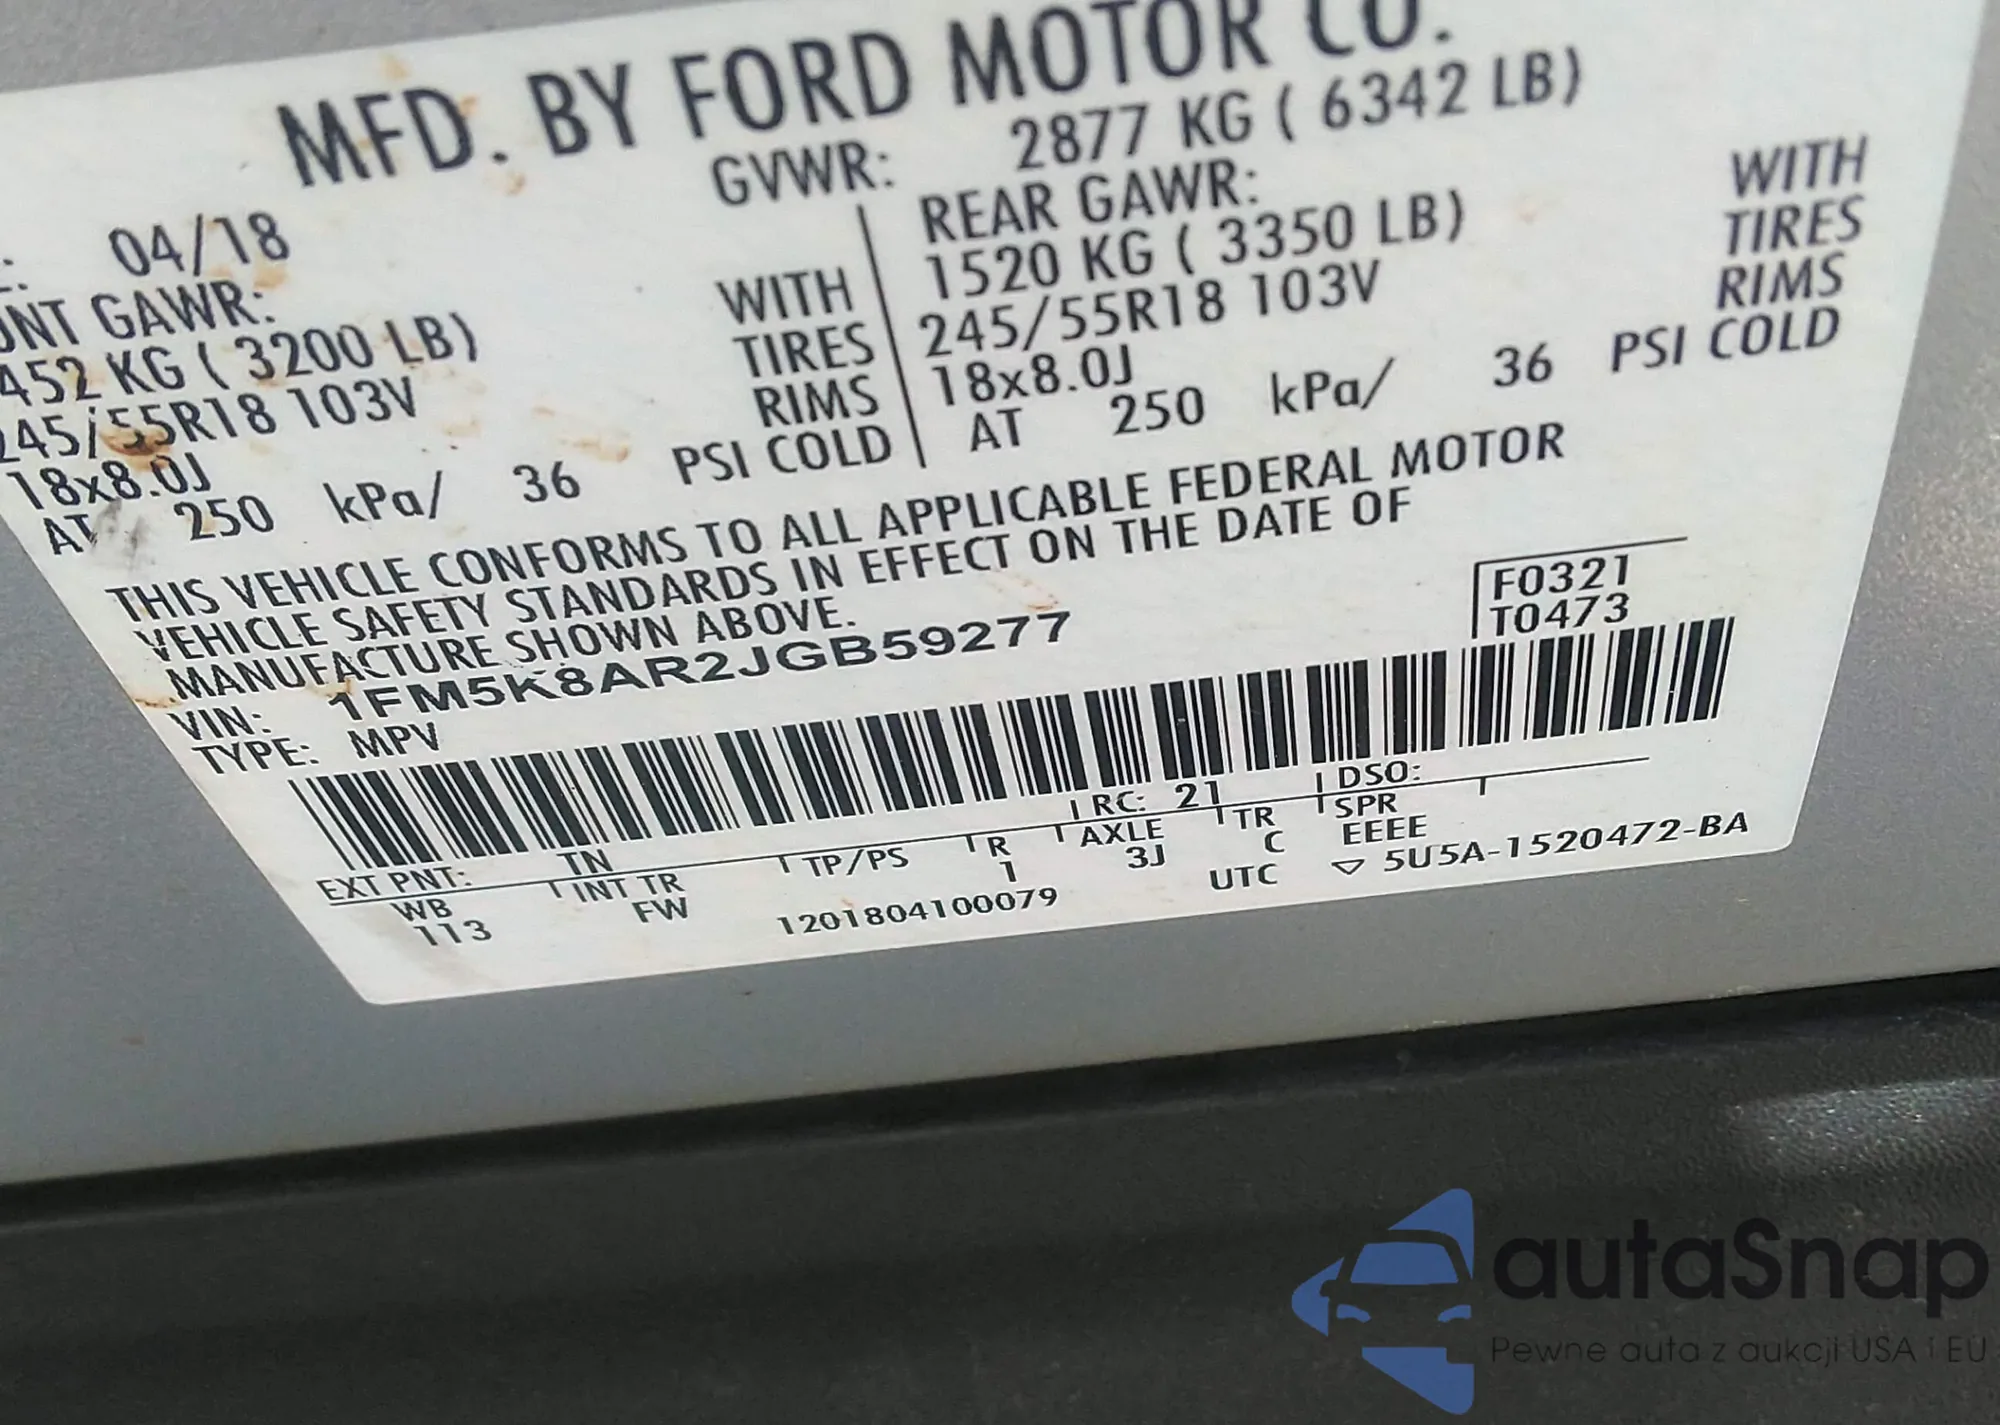 MFD. BY FORD MOTOR CO.
04/18
GVWR: 2877 KG ( 6342 LB)
GAWR:
KG ( 3200 LB) WITH
245/55R18 103V TIRES
18x8.0J RIMS
AT 250 kPa/ 36 PSI COLD
REAR GAWR:
1520 KG ( 3350 LB) WITH
245/55R18 103V TIRES
18x8.0J RIMS
AT 250 kPa/ 36 PSI COLD
THIS VEHICLE CONFORMS TO ALL APPLICABLE FEDERAL MOTOR
VEHICLE SAFETY STANDARDS IN EFFECT ON THE DATE OF
MANUFACTURE SHOWN ABOVE.
VIN: 1FM5K8AR2JGB59277
TYPE: MPV
F0321
T0473
EXT PNT: TN RC: 21 DSO:
WB INT TR TP/PS R AXLE TR SPR
113 FW 1 3J C EEEE
1201804100079 UTC ▽ 5U5A-1520472-BA
autaSnap
Pewne auta z aukcji USA i EU